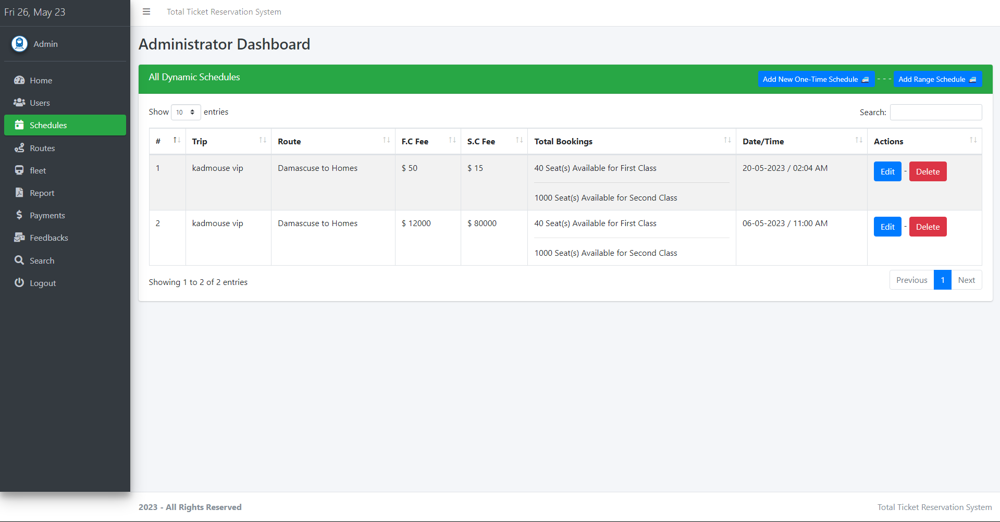 Fri 26, May 23
Total Ticket Reservation System
Admin
Home
Users
Schedules
Routes
fleet
Report
Payments
Feedbacks
Search
Logout
Administrator Dashboard
All Dynamic Schedules
Add New One-Time Schedule - - - Add Range Schedule
Show 10 entries
Search:
# Trip Route F.C Fee S.C Fee Total Bookings Date/Time Actions
1 kadmouse vip Damascuse to Homes $ 50 $ 15 40 Seat(s) Available for First Class 20-05-2023 / 02:04 AM Edit - Delete
1000 Seat(s) Available for Second Class
2 kadmouse vip Damascuse to Homes $ 12000 $ 80000 40 Seat(s) Available for First Class 06-05-2023 / 11:00 AM Edit - Delete
1000 Seat(s) Available for Second Class
Showing 1 to 2 of 2 entries
Previous 1 Next
2023 - All Rights Reserved
Total Ticket Reservation System